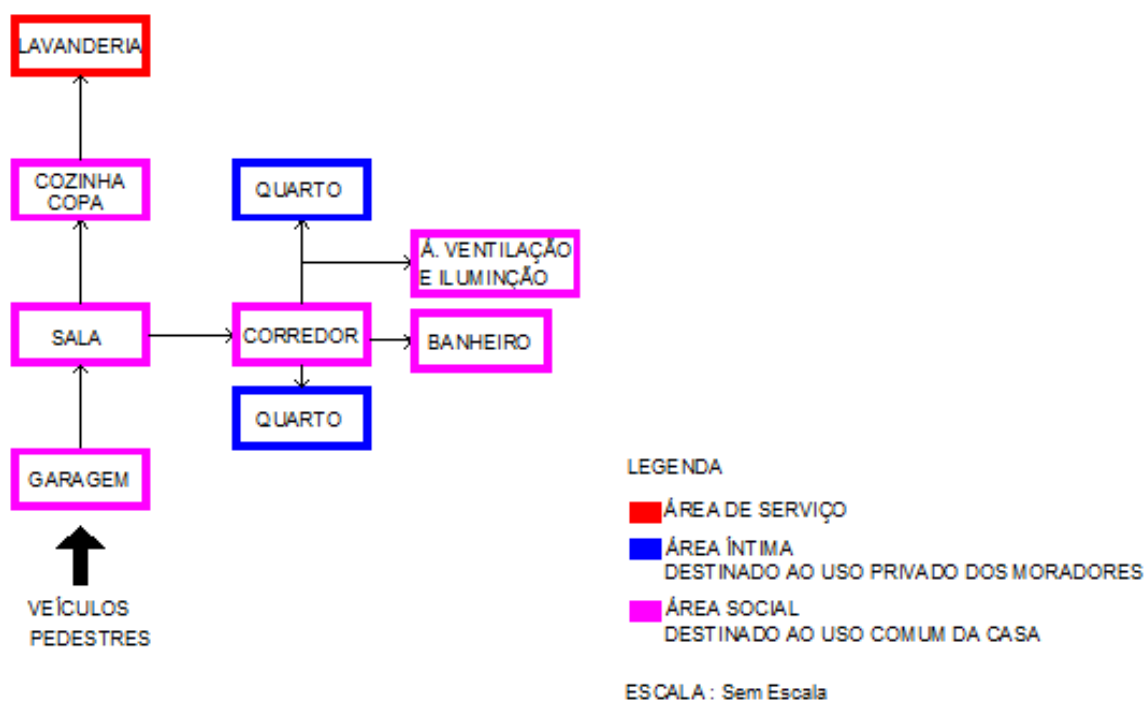 LAVANDERIA
COZINHA
COPA
QUARTO
Á. VENTILAÇÃO
E ILUMINÇÃO
SALA
CORREDOR
BANHEIRO
QUARTO
GARAGEM
VEÍCULOS
PEDESTRES
LEGENDA
ÁREA DE SERVIÇO
ÁREA ÍNTIMA
DESTINADO AO USO PRIVADO DOS MORADORES
ÁREA SOCIAL
DESTINADO AO USO COMUM DA CASA
ESCALA : Sem Escala